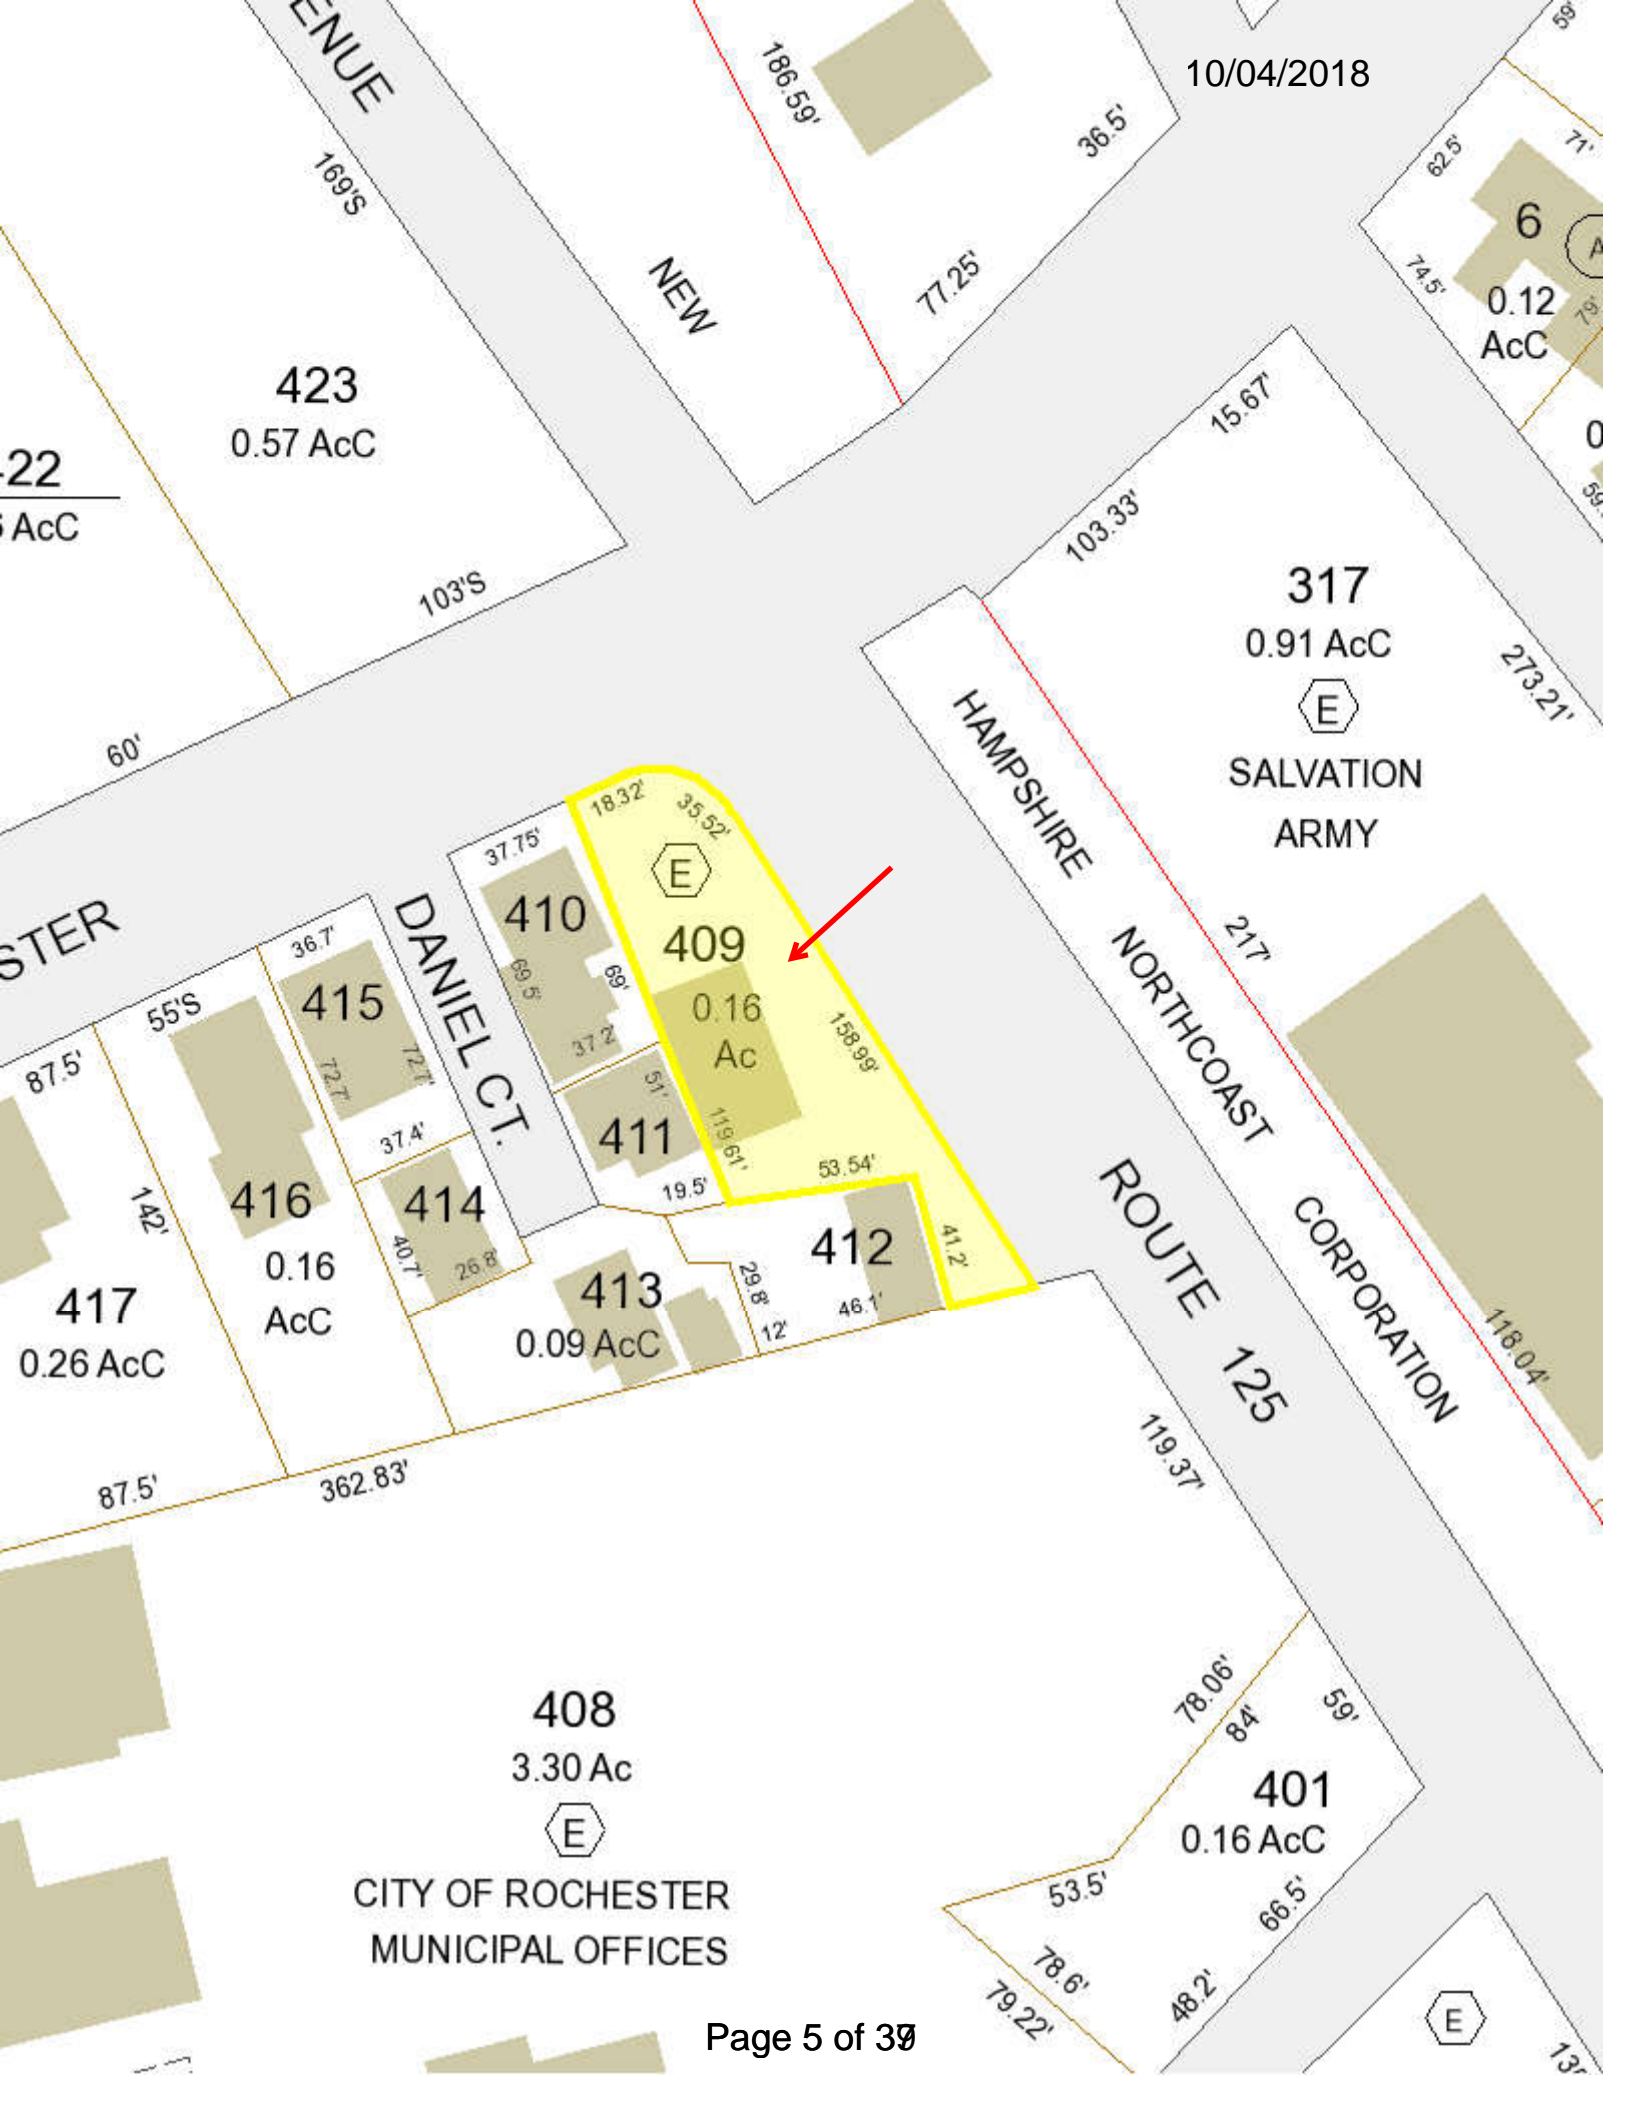 ENUE
186.59'
10/04/2018
59'
36.5'
62.5'
71'
169'S
6
A
NEW
77.25'
74.5'
0.12
AcC
79'
423
0.57 AcC
15.67'
22
AcC
103.33'
0
59.
103'S
317
0.91 AcC
E
SALVATION
ARMY
273.21'
60'
HAMPSHIRE
18.32'
35.52'
37.75'
E
410
409
0.16
Ac
69.5'
69'
37.2'
158.99'
STER
36.7'
415
DANIEL CT.
55'S
72.7'
72.7'
217'
NORTHCOAST
87.5'
51'
411
119.61'
53.54'
37.4'
19.5'
142'
416
0.16
AcC
414
40.7'
26.8'
412
41.2'
ROUTE 125
CORPORATION
417
0.26 AcC
413
0.09 AcC
29.8'
12'
46.1'
118.04'
119.37'
87.5'
362.83'
408
3.30 Ac
E
CITY OF ROCHESTER
MUNICIPAL OFFICES
78.06'
84'
59'
401
0.16 AcC
53.5'
66.5'
78.6'
79.22'
48.2'
E
Page 5 of